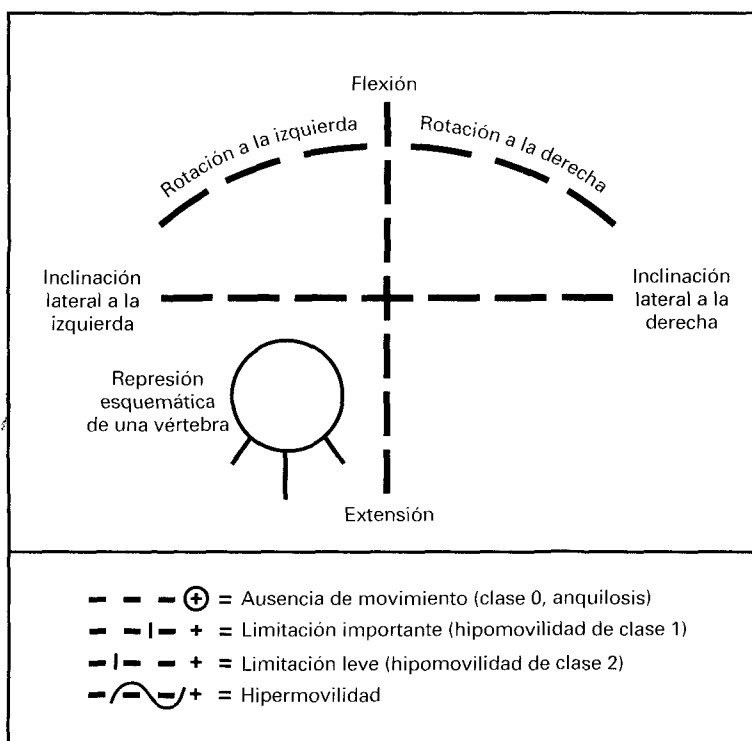 Flexión
Rotación a la izquierda
Rotación a la derecha
Inclinación
lateral a la
izquierda
Inclinación
lateral a la
derecha
Represión
esquemática
de una vértebra
Extensión
+ = Ausencia de movimiento (clase 0, anquilosis)
+ = Limitación importante (hipomovilidad de clase 1)
+ = Limitación leve (hipomovilidad de clase 2)
+ = Hipermovilidad